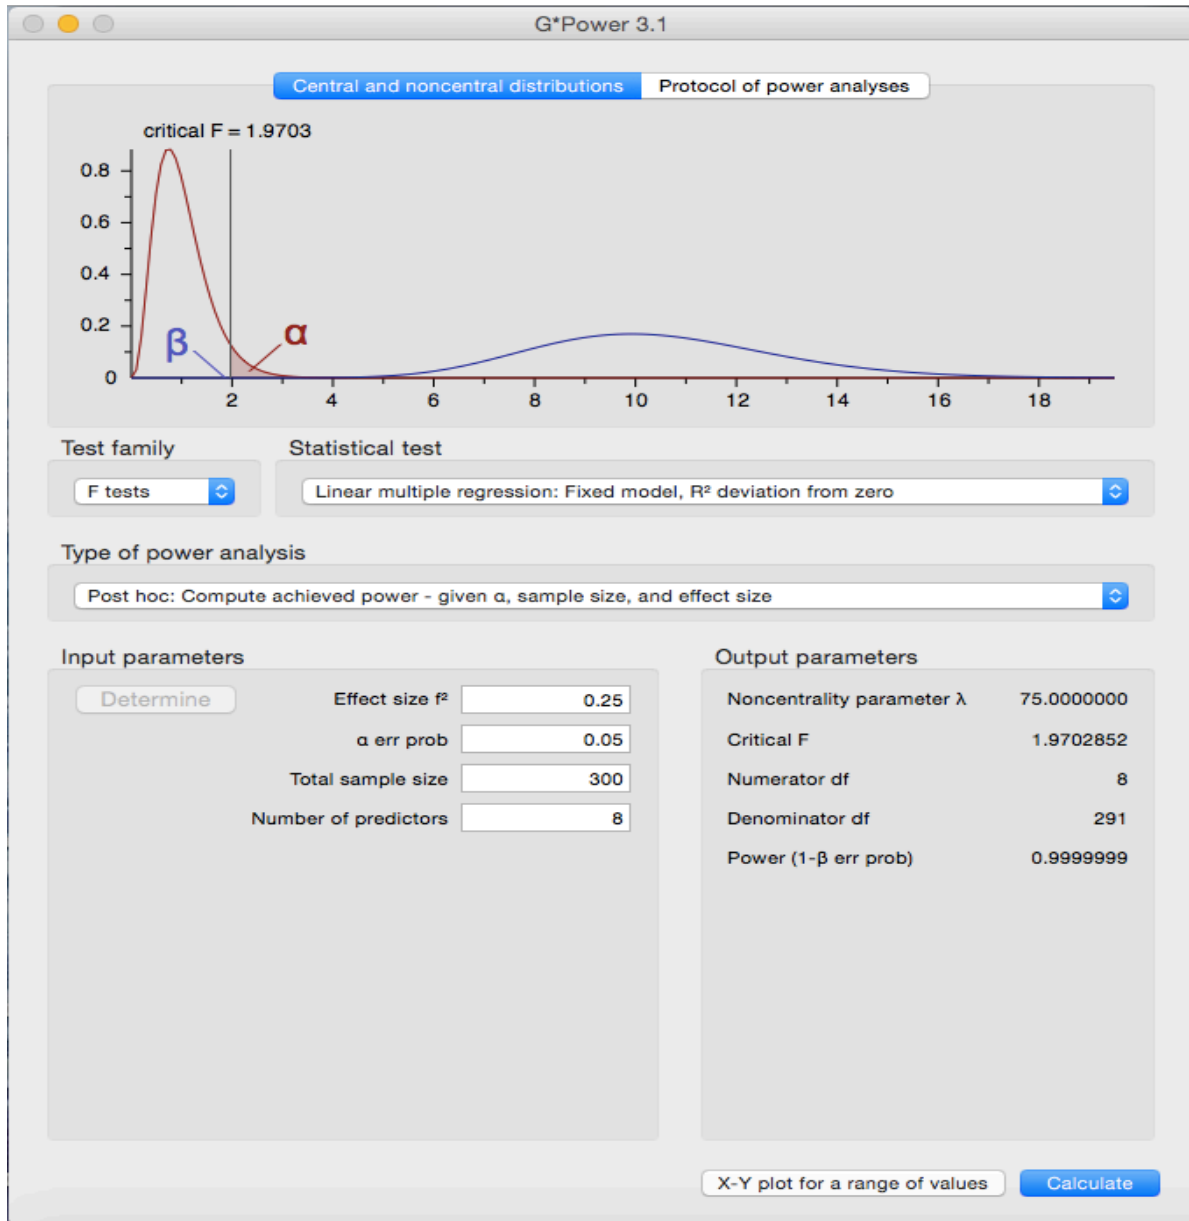 G*Power 3.1
Central and noncentral distributions Protocol of power analyses
critical F = 1.9703
0.8
0.6
0.4
0.2
0
β
α
2 4 6 8 10 12 14 16 18
Test family Statistical test
F tests Linear multiple regression: Fixed model, R² deviation from zero
Type of power analysis
Post hoc: Compute achieved power - given α, sample size, and effect size
Input parameters
Determine
Effect size f² 0.25
α err prob 0.05
Total sample size 300
Number of predictors 8
Output parameters
Noncentrality parameter λ 75.0000000
Critical F 1.9702852
Numerator df 8
Denominator df 291
Power (1-β err prob) 0.9999999
X-Y plot for a range of values Calculate